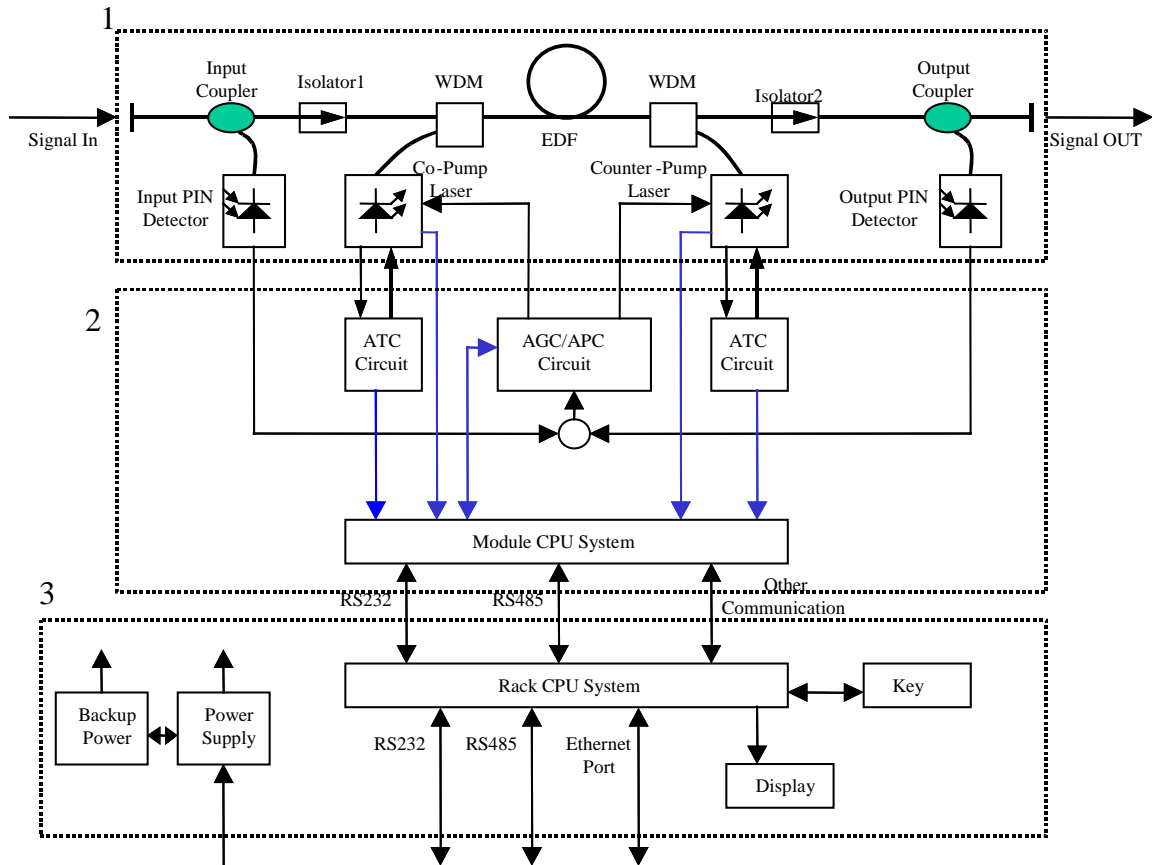 1
Input
Coupler
Isolator1
WDM
EDF
WDM
Isolator2
Output
Coupler
Signal In
Signal OUT
Input PIN
Detector
Co-Pump
Laser
Counter -Pump
Laser
Output PIN
Detector
2
ATC
Circuit
AGC/APC
Circuit
ATC
Circuit
Module CPU System
RS232
RS485
Other
Communication
3
Rack CPU System
Key
Backup
Power
Power
Supply
RS232
RS485
Ethernet
Port
Display